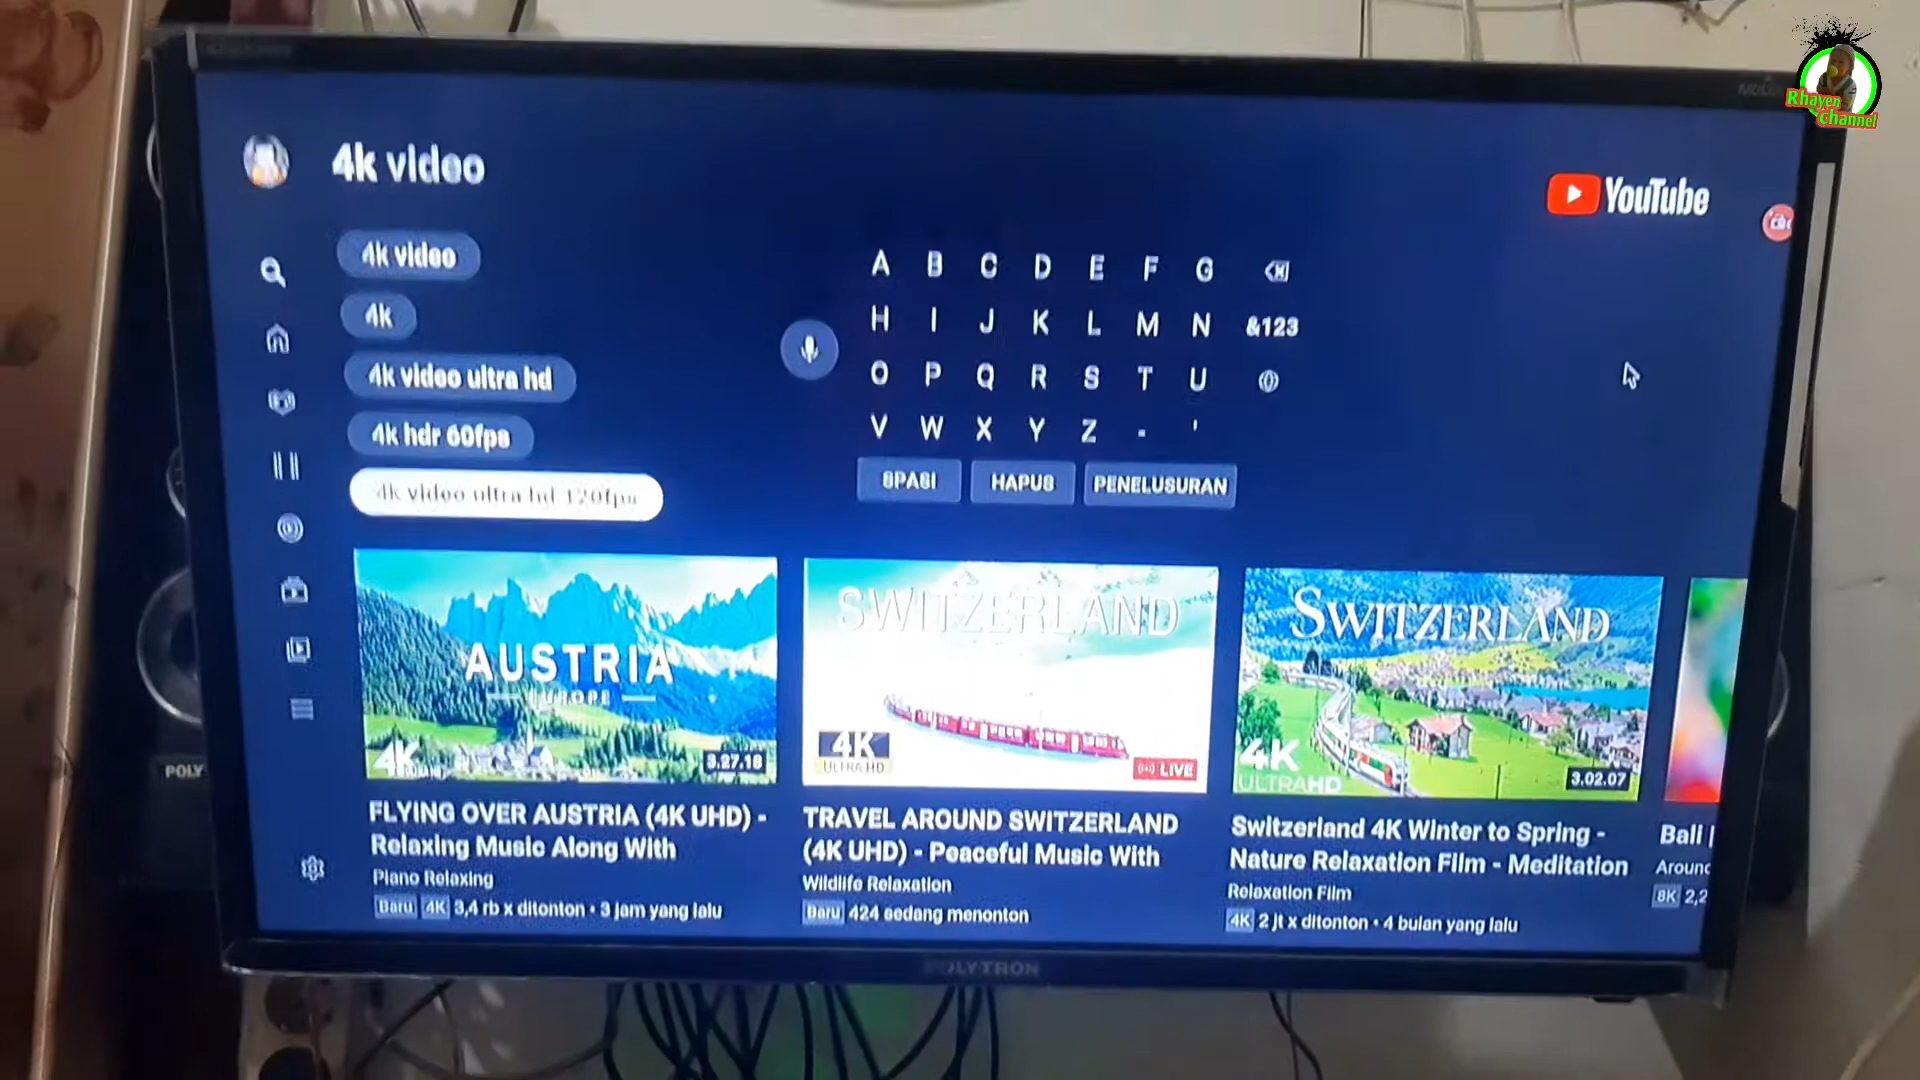 Rhayen
Channel
4k video
YouTube
4k video
4k
4k video ultra hd
4k hdr 60fps
4k video ultra hd 120fps
A B C D E F G
H I J K L M N &123
O P Q R S T U
V W X Y Z - '
SPASI HAPUS PENELUSURAN
AUSTRIA
EUROPE
4K
3.27.18
SWITZERLAND
4K
ULTRA HD
LIVE
SWITZERLAND
4K
ULTRAHD
3.02.07
FLYING OVER AUSTRIA (4K UHD) -
Relaxing Music Along With
Piano Relaxing
Baru 4K 3,4 rb x ditonton • 3 jam yang lalu
TRAVEL AROUND SWITZERLAND
(4K UHD) - Peaceful Music With
Wildlife Relaxation
Baru 424 sedang menonton
Switzerland 4K Winter to Spring -
Nature Relaxation Film - Meditation
Relaxation Film
4K 2 jt x ditonton • 4 bulan yang lalu
Bali |
Around
8K 2,2
POLY
POLYTRON